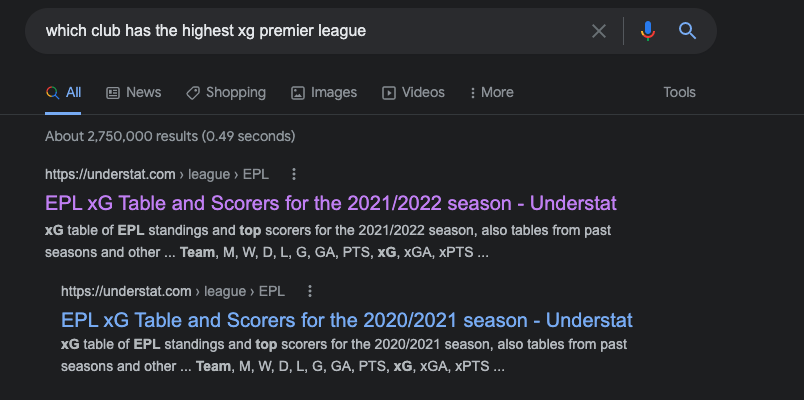 which club has the highest xg premier league
All News Shopping Images Videos More Tools
About 2,750,000 results (0.49 seconds)
https://understat.com › league › EPL
EPL xG Table and Scorers for the 2021/2022 season - Understat
xG table of EPL standings and top scorers for the 2021/2022 season, also tables from past
seasons and other ... Team, M, W, D, L, G, GA, PTS, xG, xGA, xPTS ...
https://understat.com › league › EPL
EPL xG Table and Scorers for the 2020/2021 season - Understat
xG table of EPL standings and top scorers for the 2020/2021 season, also tables from past
seasons and other ... Team, M, W, D, L, G, GA, PTS, xG, xGA, xPTS ...